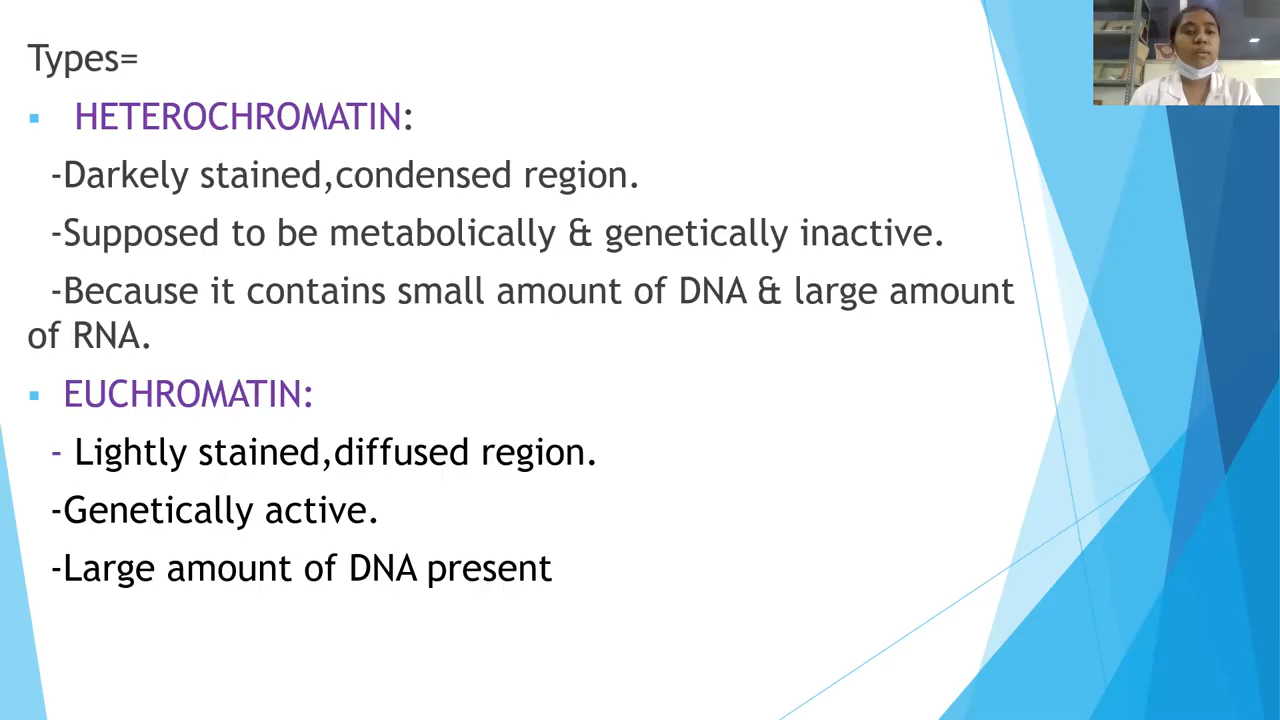 Types=
▪ HETEROCHROMATIN:
-Darkely stained,condensed region.
-Supposed to be metabolically & genetically inactive.
-Because it contains small amount of DNA & large amount
of RNA.
▪ EUCHROMATIN:
- Lightly stained,diffused region.
-Genetically active.
-Large amount of DNA present